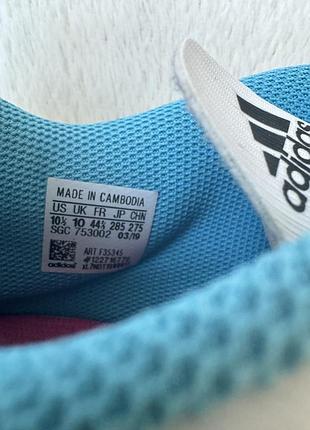 MADE IN CAMBODIA
US UK FR JP CHN
10½ 10 44⅔ 285 275
SGC 753002 03/19
ART F35345
adidas
adidas